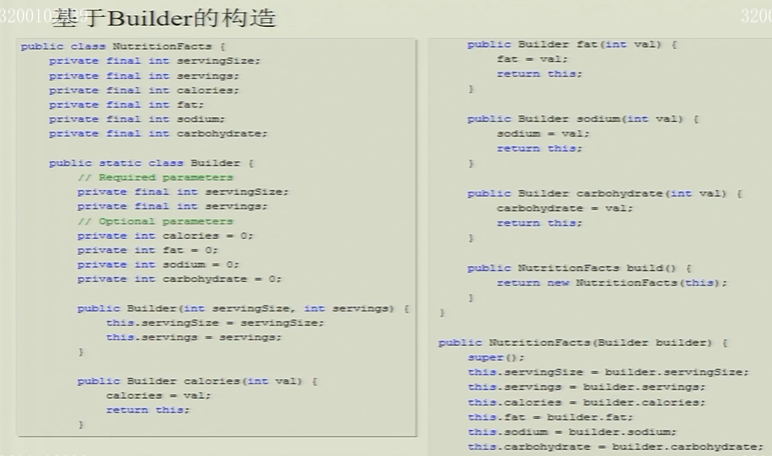 基于Builder的构造
public class NutritionFacts {
private final int servingSize;
private final int servings;
private final int calories;
private final int fat;
private final int sodium;
private final int carbohydrate;
public static class Builder {
// Required parameters
private final int servingSize;
private final int servings;
// Optional parameters
private int calories = 0;
private int fat = 0;
private int sodium = 0;
private int carbohydrate = 0;
public Builder(int servingSize, int servings) {
this.servingSize = servingSize;
this.servings = servings;
}
public Builder calories(int val) {
calories = val;
return this;
}
public Builder fat(int val) {
fat = val;
return this;
}
public Builder sodium(int val) {
sodium = val;
return this;
}
public Builder carbohydrate(int val) {
carbohydrate = val;
return this;
}
public NutritionFacts build() {
return new NutritionFacts(this);
}
}
public NutritionFacts(Builder builder) {
super();
this.servingSize = builder.servingSize;
this.servings = builder.servings;
this.calories = builder.calories;
this.fat = builder.fat;
this.sodium = builder.sodium;
this.carbohydrate = builder.carbohydrate;